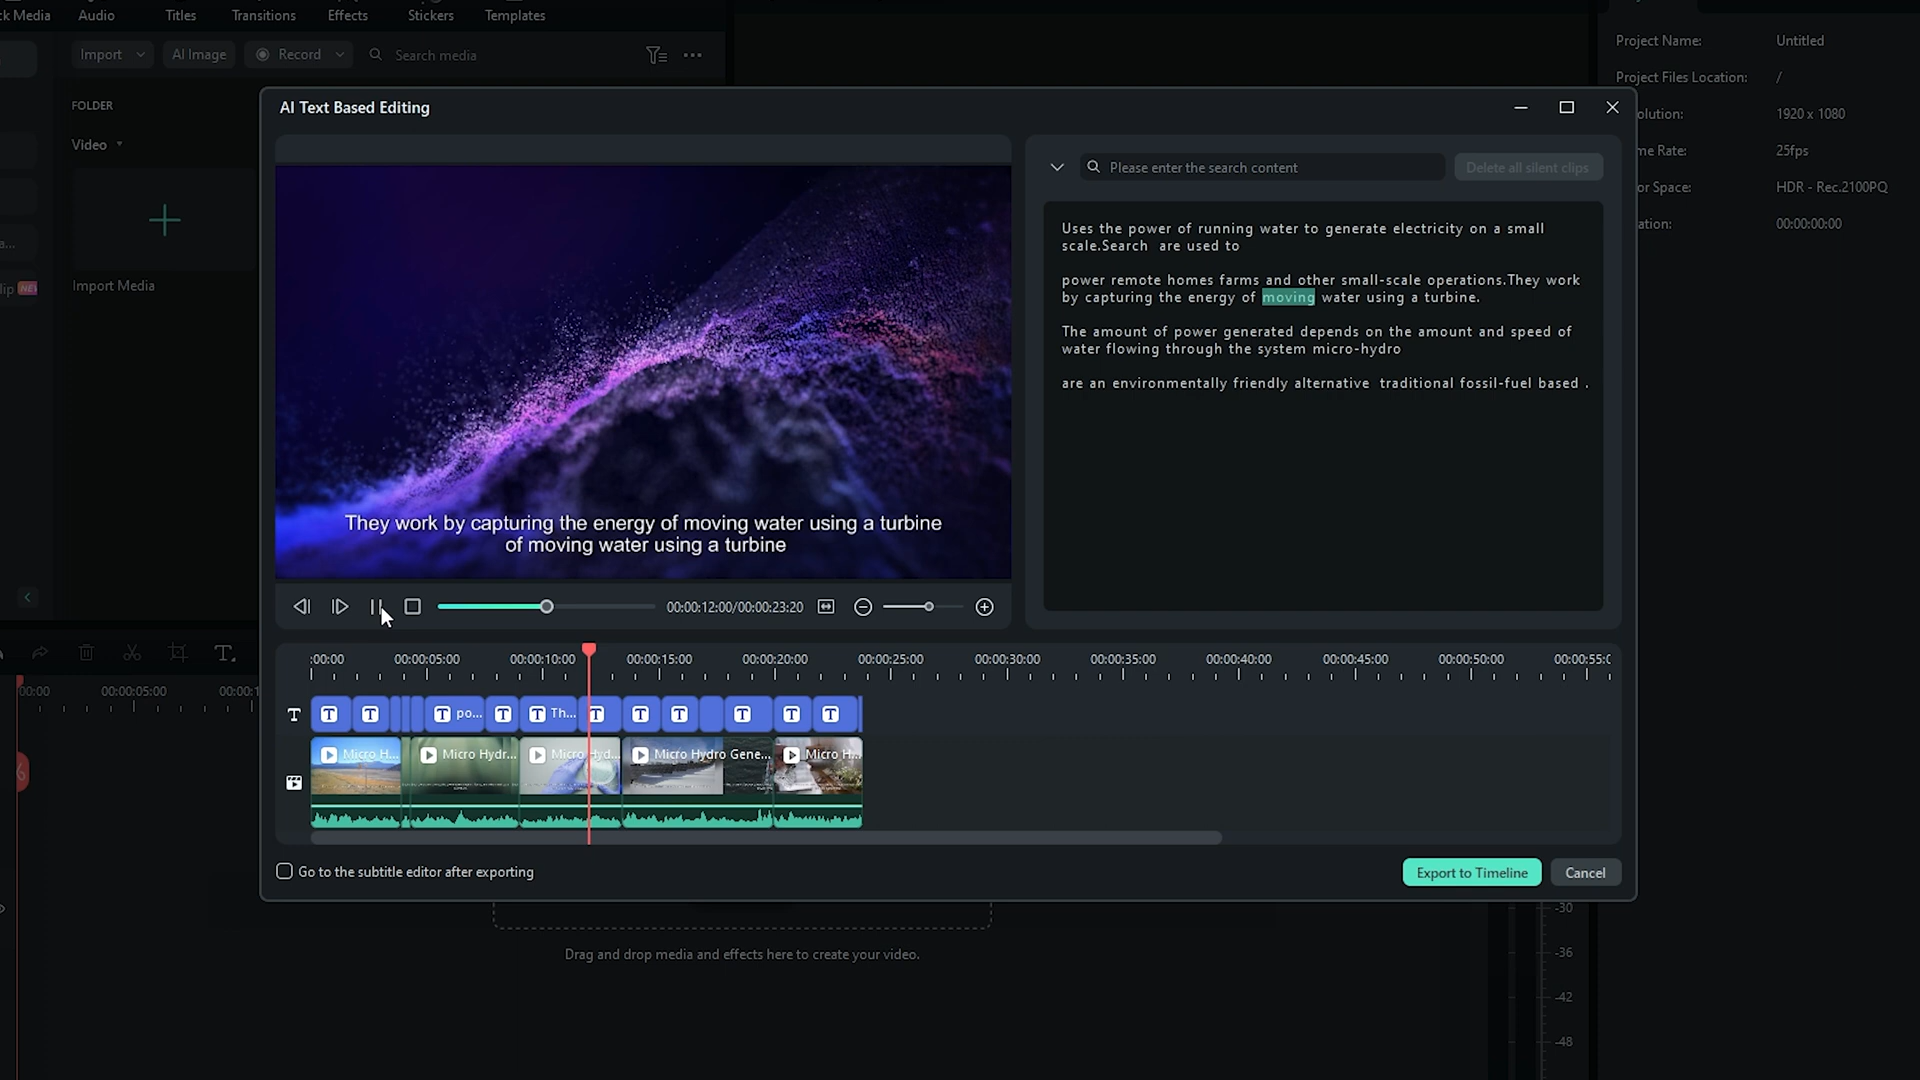 Media
Audio
Titles
Transitions
Effects
Stickers
Templates
Import
AI Image
Record
Search media
FOLDER
Video
Import Media
Project Name: Untitled
Project Files Location: /
olution: 1920 x 1080
me Rate: 25fps
or Space: HDR - Rec.2100PQ
ation: 00:00:00:00
AI Text Based Editing
Please enter the search content
Delete all silent clips
Uses the power of running water to generate electricity on a small
scale.Search are used to
power remote homes farms and other small-scale operations.They work
by capturing the energy of moving water using a turbine.
The amount of power generated depends on the amount and speed of
water flowing through the system micro-hydro
are an environmentally friendly alternative traditional fossil-fuel based .
They work by capturing the energy of moving water using a turbine
of moving water using a turbine
00:00:12:00/00:00:23:20
:00:00 00:00:05:00 00:00:10:00 00:00:15:00 00:00:20:00 00:00:25:00 00:00:30:00 00:00:35:00 00:00:40:00 00:00:45:00 00:00:50:00 00:00:55:0
T T T T po... T T Th... T T T T T T
Micro H... Micro Hydr... Micro Hyd... Micro Hydro Gene... Micro H...
Go to the subtitle editor after exporting
Export to Timeline
Cancel
00:00 00:00:05:00 00:00:1
Drag and drop media and effects here to create your video.
-30
-36
-42
-48